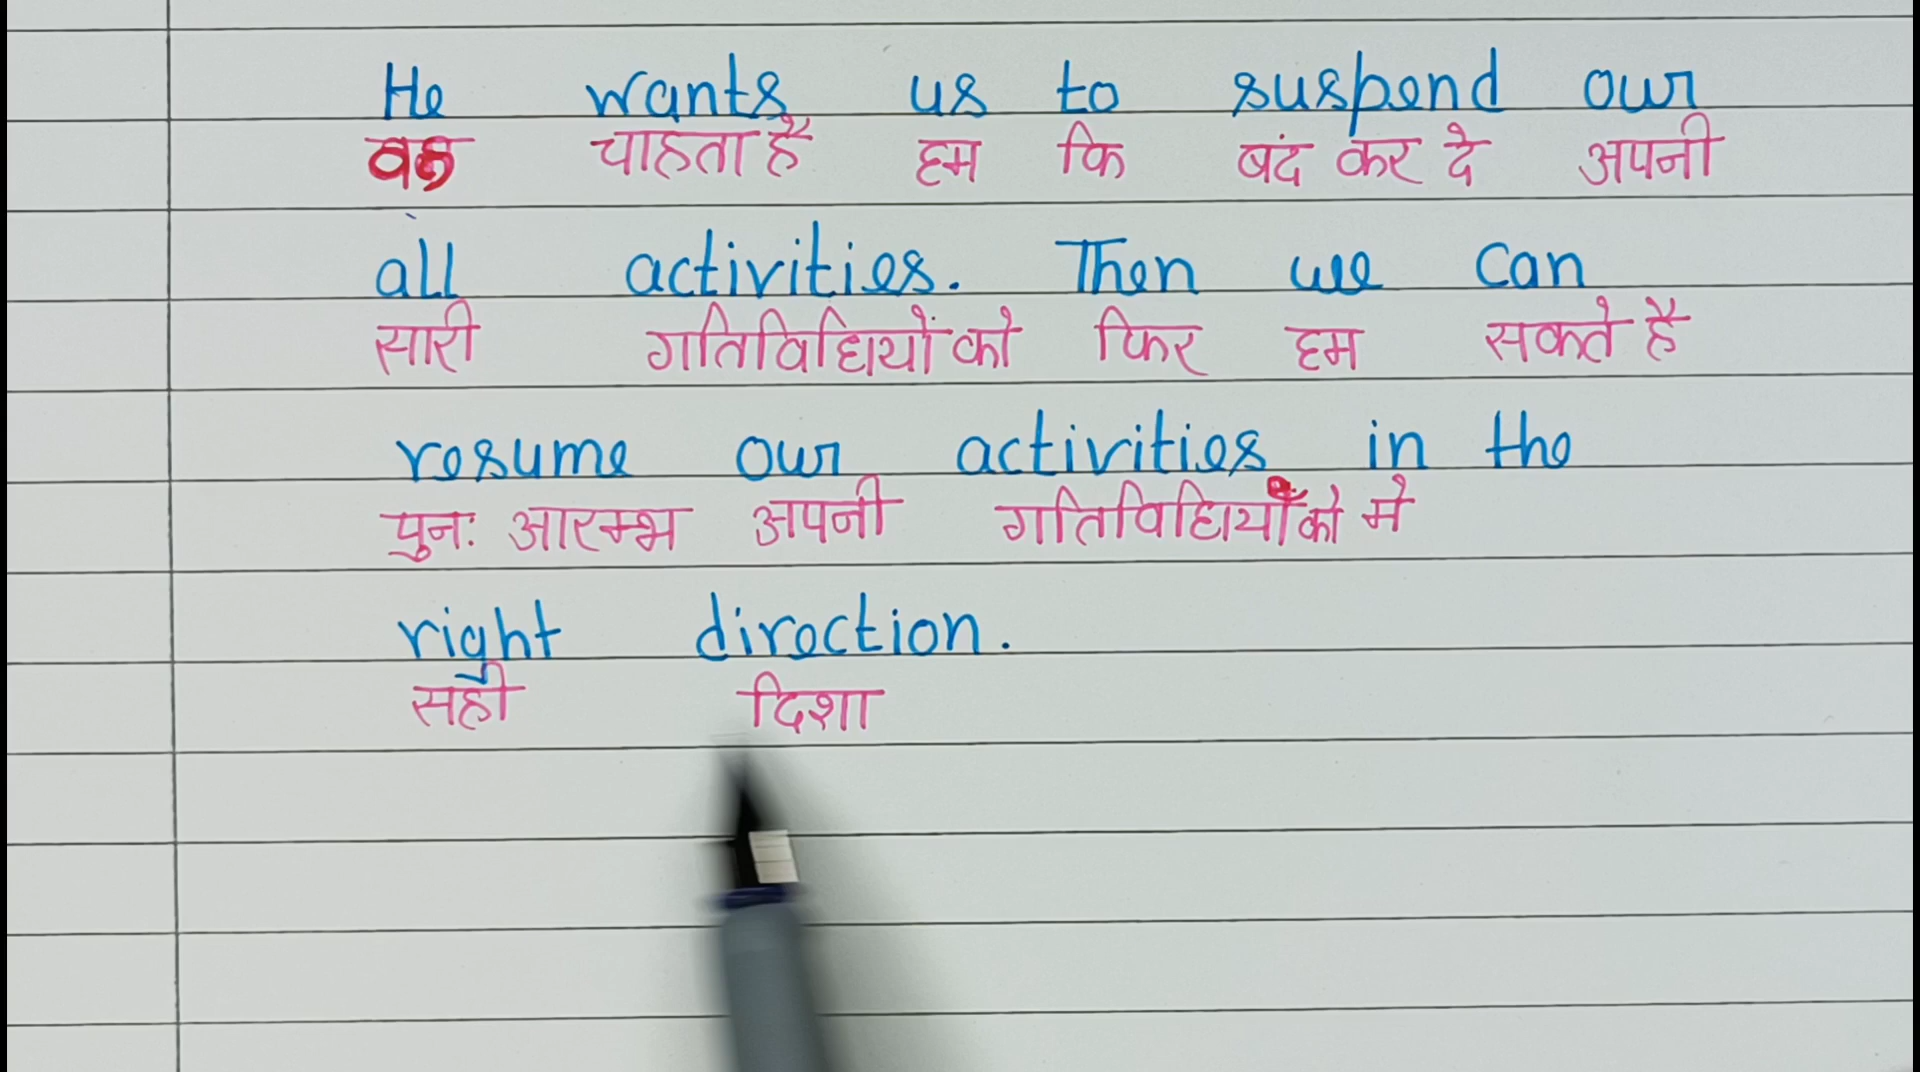 He wants us to suspend our
वह चाहता है हम कि बंद कर दे अपनी
all activities. Then we can
सारी गतिविधियों को फिर हम सकते है
resume our activities in the
पुनः आरम्भ अपनी गतिविधियों को मे
right direction.
सही दिशा